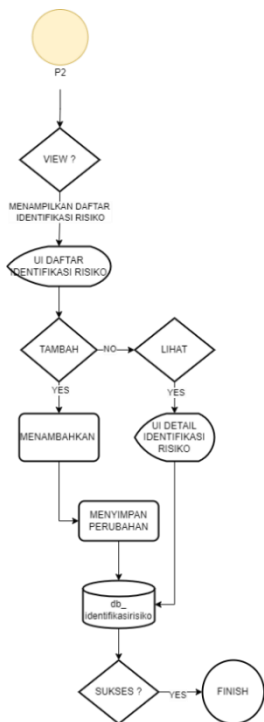 P2
VIEW ?
MENAMPILKAN DAFTAR
IDENTIFIKASI RISIKO
UI DAFTAR
IDENTIFIKASI RISIKO
TAMBAH
NO
LIHAT
YES
YES
MENAMBAHKAN
UI DETAIL
IDENTIFIKASI
RISIKO
MENYIMPAN
PERUBAHAN
db_
identifikasirisiko
SUKSES ?
YES
FINISH